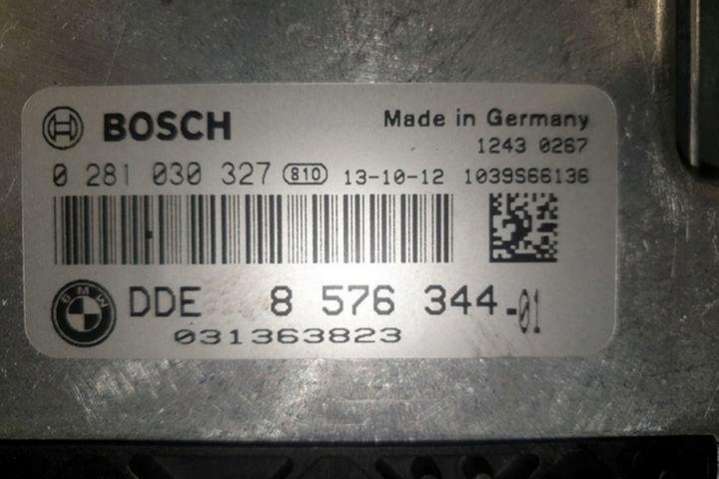 BOSCH
Made in Germany
1243 0267
0 281 030 327 810 13-10-12 1039S66136
BMW DDE 8 576 344-01
031363823